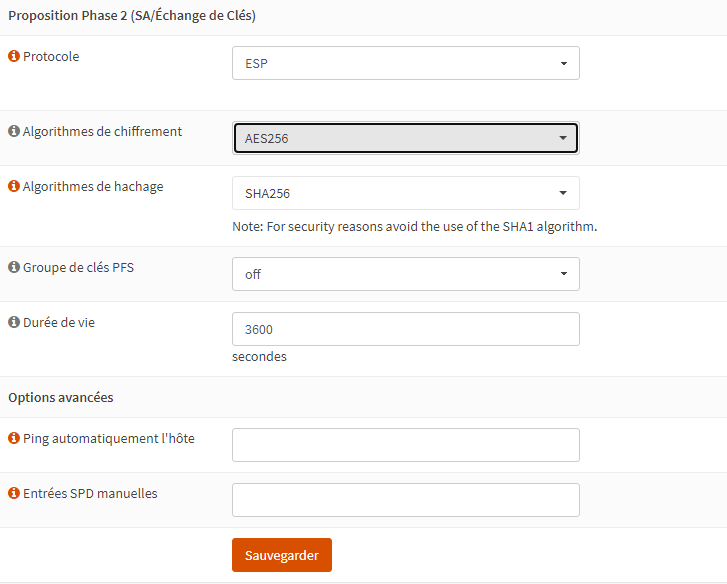 Proposition Phase 2 (SA/Échange de Clés)
Protocole
ESP
Algorithmes de chiffrement
AES256
Algorithmes de hachage
SHA256
Note: For security reasons avoid the use of the SHA1 algorithm.
Groupe de clés PFS
off
Durée de vie
3600
secondes
Options avancées
Ping automatiquement l'hôte
Entrées SPD manuelles
Sauvegarder